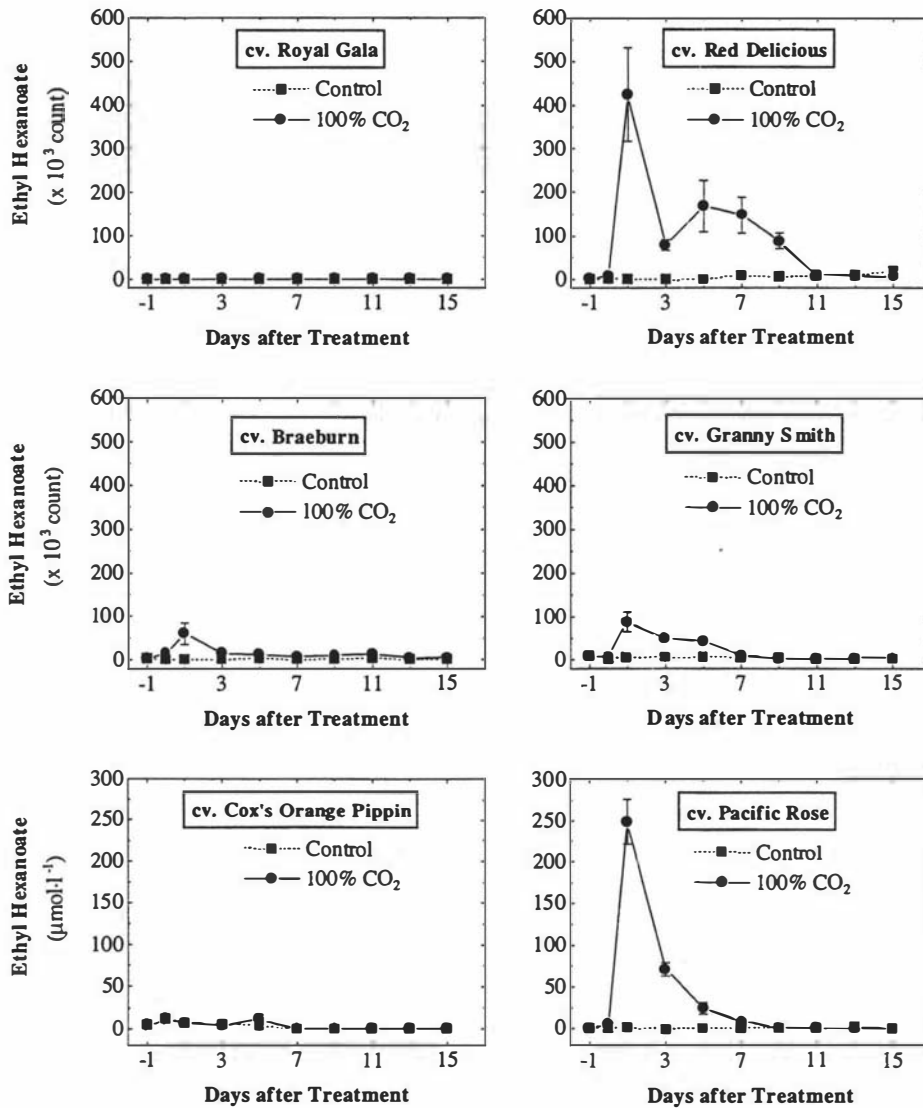 cv. Royal Gala
Control
100% CO₂
600
500
400
300
200
100
0
-1 3 7 11 15
Ethyl Hexanoate
(x 10³ count)
Days after Treatment
cv. Red Delicious
Control
100% CO₂
600
500
400
300
200
100
0
-1 3 7 11 15
Days after Treatment
cv. Braeburn
Control
100% CO₂
600
500
400
300
200
100
0
-1 3 7 11 15
Ethyl Hexanoate
(x 10³ count)
Days after Treatment
cv. Granny Smith
Control
100% CO₂
600
500
400
300
200
100
0
-1 3 7 11 15
Days after Treatment
cv. Cox's Orange Pippin
Control
100% CO₂
300
250
200
150
100
50
0
-1 3 7 11 15
Ethyl Hexanoate
(μmol·l⁻¹)
Days after Treatment
cv. Pacific Rose
Control
100% CO₂
300
250
200
150
100
50
0
-1 3 7 11 15
Days after Treatment